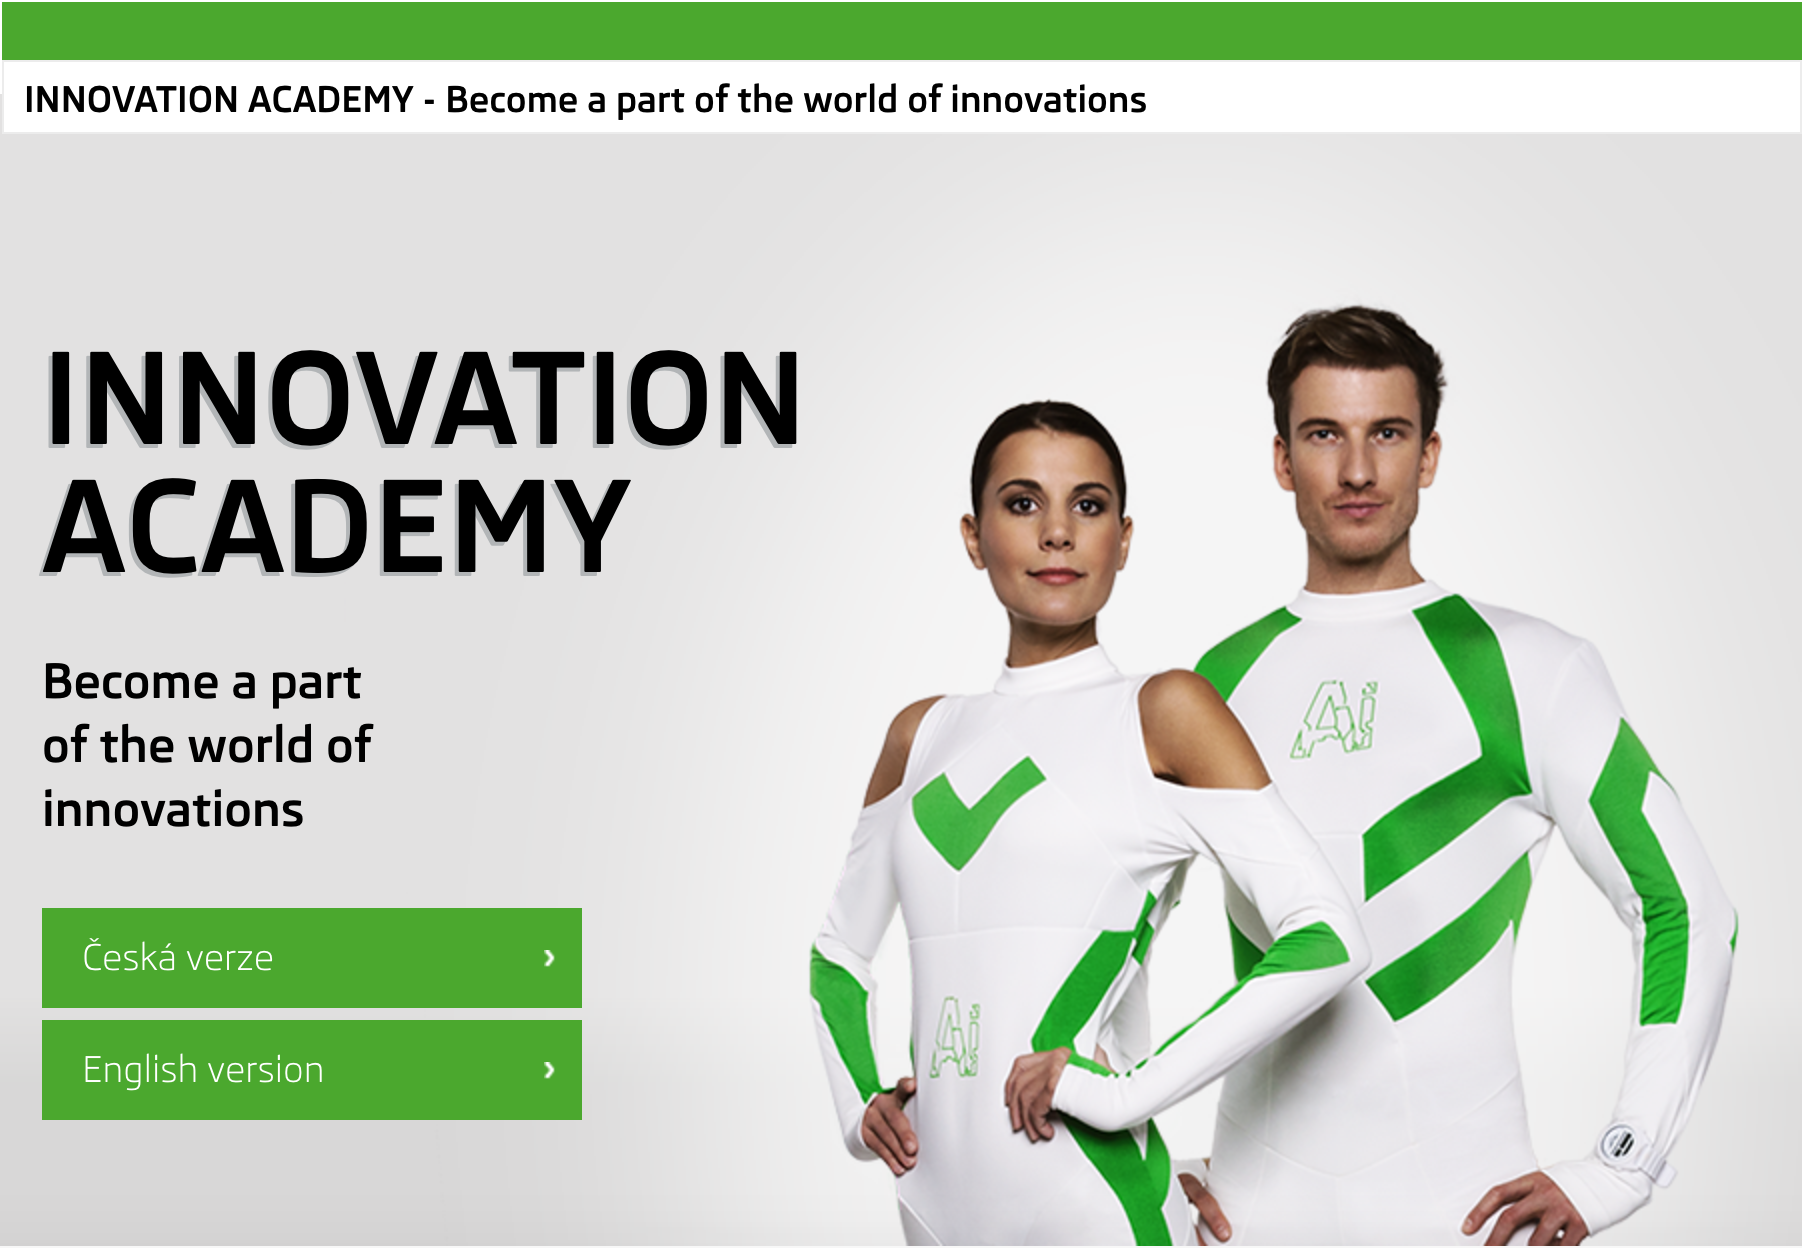 INNOVATION ACADEMY - Become a part of the world of innovations
INNOVATION
ACADEMY
Become a part
of the world of
innovations
Česká verze
English version
Ai
Ai